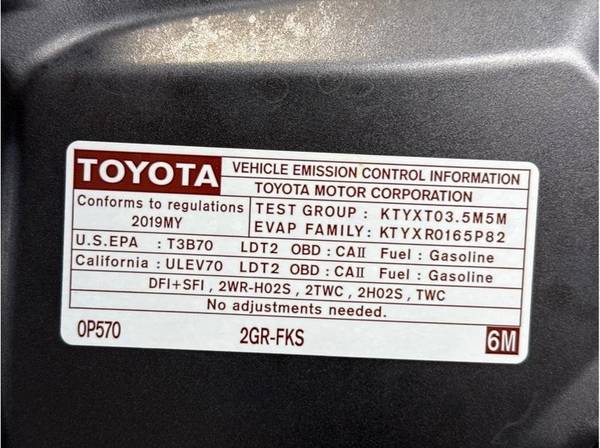 TOYOTA VEHICLE EMISSION CONTROL INFORMATION
TOYOTA MOTOR CORPORATION
Conforms to regulations
2019MY
TEST GROUP : KTYXT03.5M5M
EVAP FAMILY: KTYXR0165P82
U.S.EPA : T3B70 LDT2 OBD : CAII Fuel : Gasoline
California : ULEV70 LDT2 OBD : CAII Fuel : Gasoline
DFI+SFI , 2WR-HO2S , 2TWC , 2HO2S , TWC
No adjustments needed.
0P570 2GR-FKS 6M